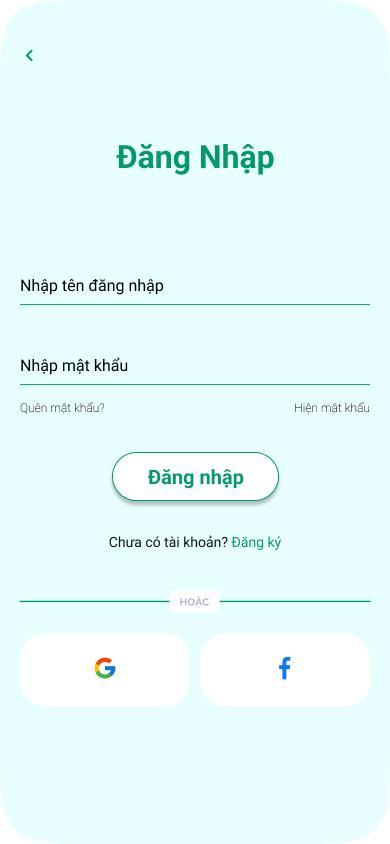 Đăng Nhập
Nhập tên đăng nhập
Nhập mật khẩu
Quên mật khẩu? Hiện mật khẩu
Đăng nhập
Chưa có tài khoản? Đăng ký
HOẶC